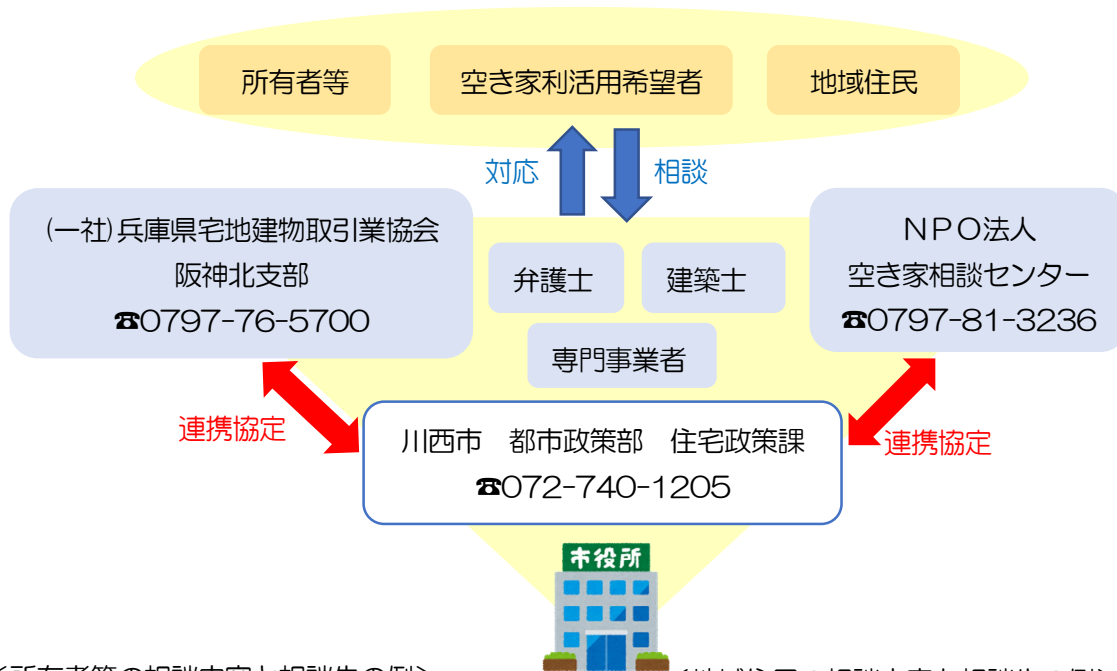 所有者等
空き家利活用希望者
地域住民
対応
相談
(一社)兵庫県宅地建物取引業協会
阪神北支部
☎0797-76-5700
弁護士
建築士
専門事業者
NPO法人
空き家相談センター
☎0797-81-3236
連携協定
連携協定
川西市　都市政策部　住宅政策課
☎072-740-1205
市役所